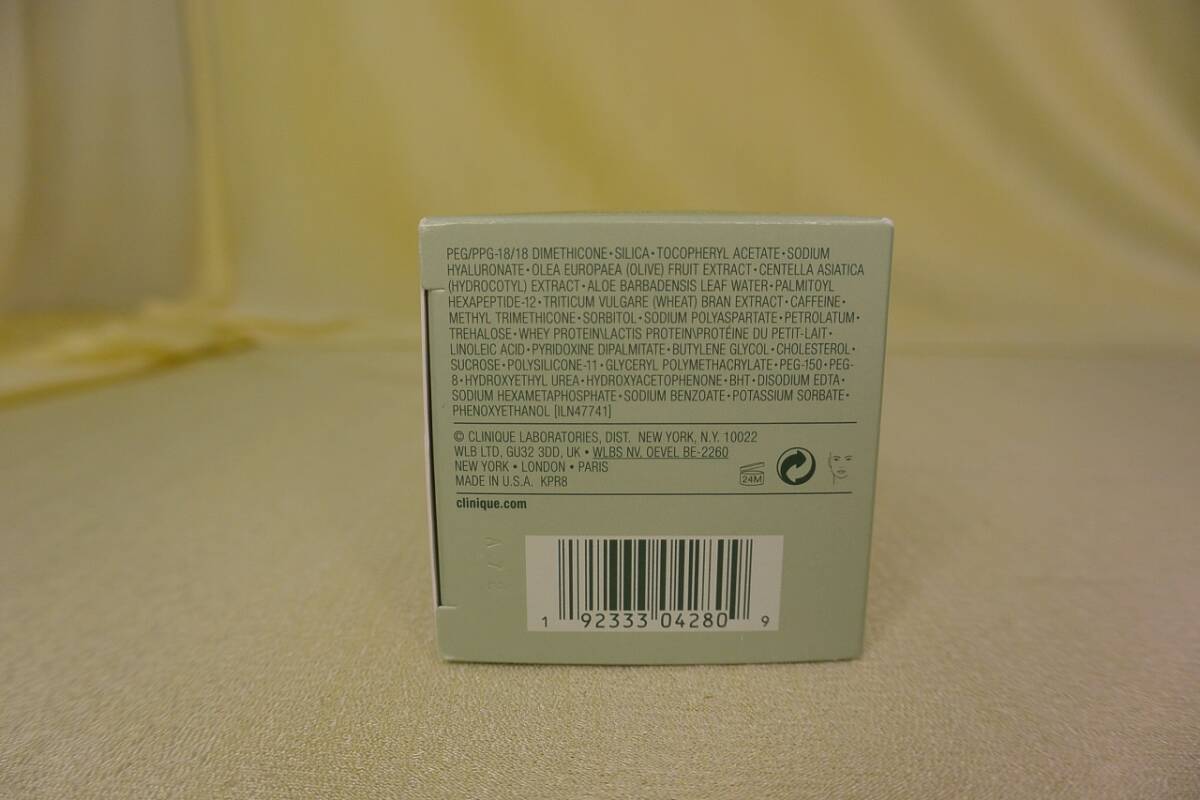 PEG/PPG-18/18 DIMETHICONE•SILICA•TOCOPHERYL ACETATE•SODIUM
HYALURONATE•OLEA EUROPAEA (OLIVE) FRUIT EXTRACT•CENTELLA ASIATICA
(HYDROCOTYL) EXTRACT•ALOE BARBADENSIS LEAF WATER•PALMITOYL
HEXAPEPTIDE-12•TRITICUM VULGARE (WHEAT) BRAN EXTRACT•CAFFEINE•
METHYL TRIMETHICONE•SORBITOL•SODIUM POLYASPARTATE•PETROLATUM•
TREHALOSE•WHEY PROTEIN\LACTIS PROTEIN\PROTÉINE DU PETIT-LAIT•
LINOLEIC ACID•PYRIDOXINE DIPALMITATE•BUTYLENE GLYCOL•CHOLESTEROL•
SUCROSE•POLYSILICONE-11•GLYCERYL POLYMETHACRYLATE•PEG-150•PEG-
8•HYDROXYETHYL UREA•HYDROXYACETOPHENONE•BHT•DISODIUM EDTA•
SODIUM HEXAMETAPHOSPHATE•SODIUM BENZOATE•POTASSIUM SORBATE•
PHENOXYETHANOL [ILN47741]
© CLINIQUE LABORATORIES, DIST. NEW YORK, N.Y. 10022
WLB LTD, GU32 3DD, UK • WLBS NV. OEVEL BE-2260
NEW YORK • LONDON • PARIS
MADE IN U.S.A. KPR8
24M
clinique.com
A72
1 92333 04280 9